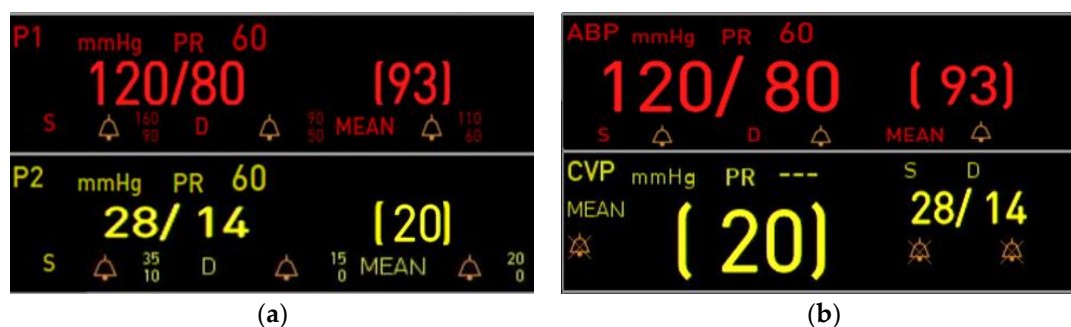 P1 mmHg PR 60
120/80 (93)
S 160 90 D 90 50 MEAN 110 60
P2 mmHg PR 60
28/14 (20)
S 35 10 D 15 0 MEAN 20 0
(a)
ABP mmHg PR 60
120/80 (93)
S D MEAN
CVP mmHg PR --- S D
MEAN (20) 28/14
(b)